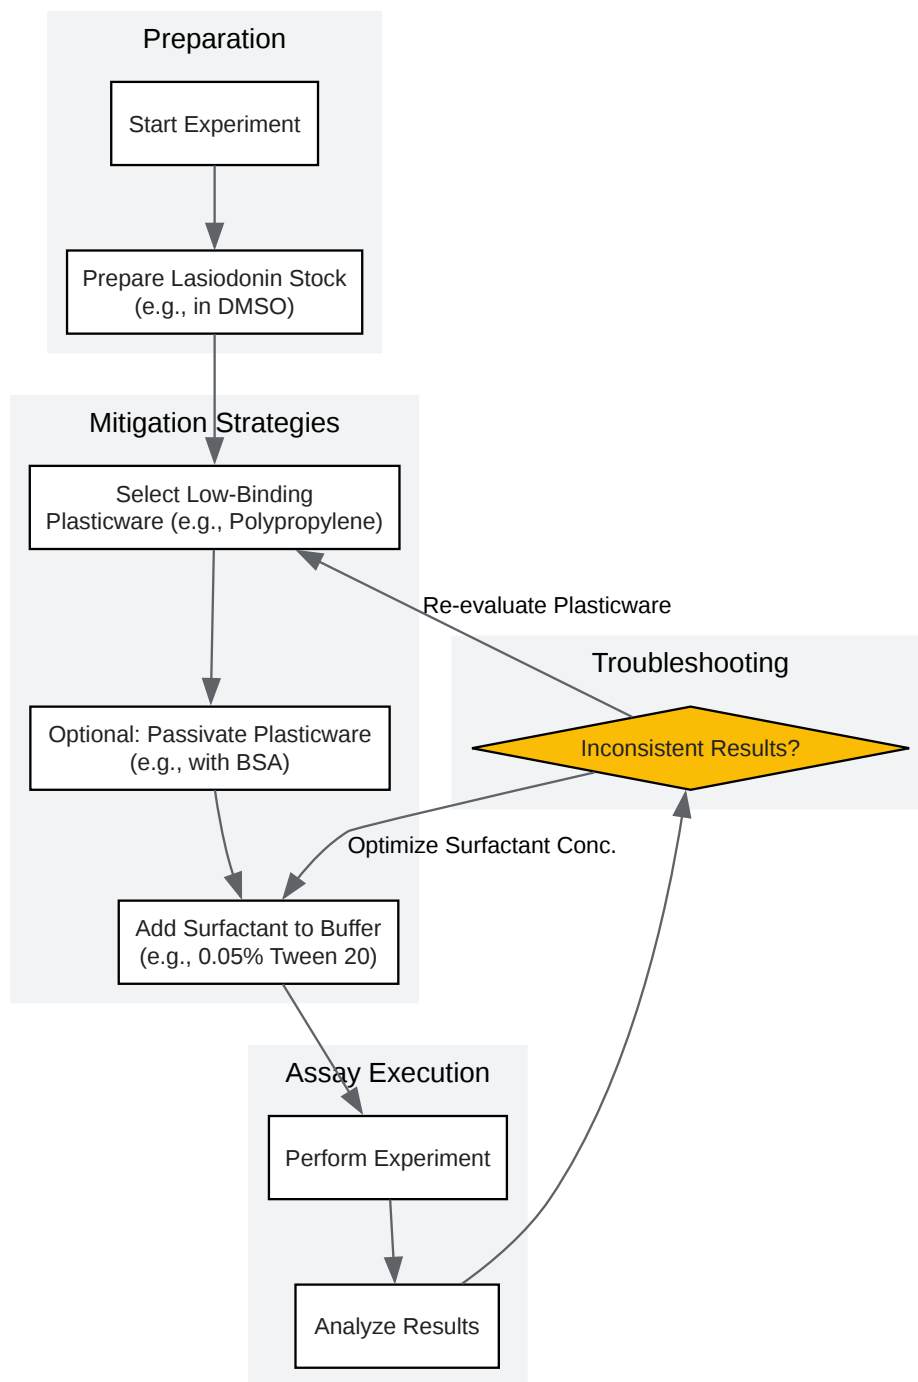 Preparation
Start Experiment
Prepare Lasiodonin Stock
(e.g., in DMSO)
Mitigation Strategies
Select Low-Binding
Plasticware (e.g., Polypropylene)
Re-evaluate Plasticware
Troubleshooting
Optional: Passivate Plasticware
(e.g., with BSA)
Inconsistent Results?
Optimize Surfactant Conc.
Add Surfactant to Buffer
(e.g., 0.05% Tween 20)
Assay Execution
Perform Experiment
Analyze Results